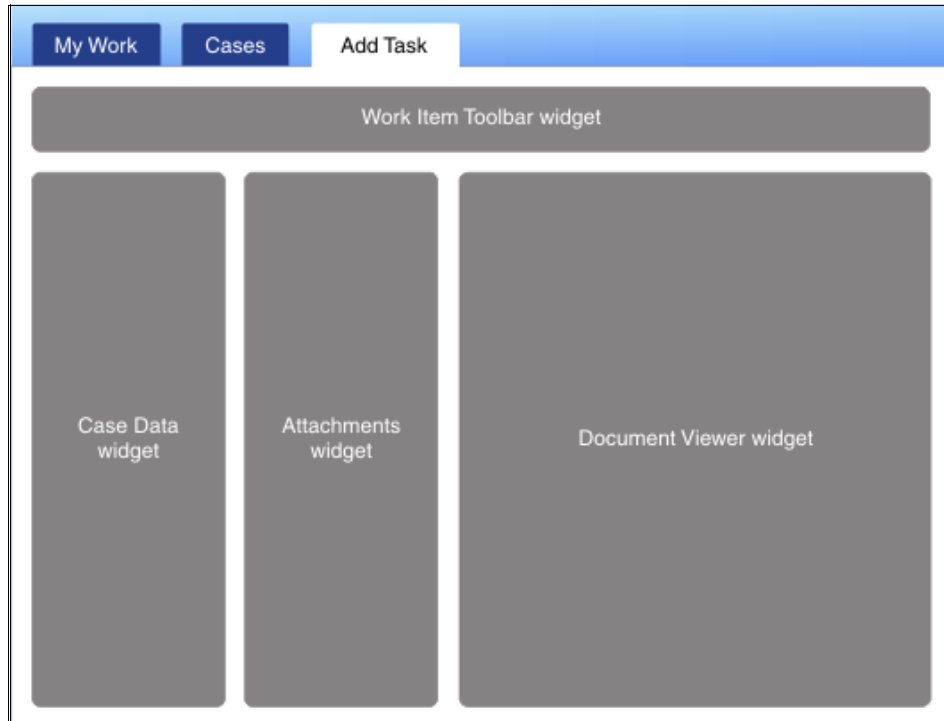 My Work
Cases
Add Task
Work Item Toolbar widget
Case Data
widget
Attachments
widget
Document Viewer widget